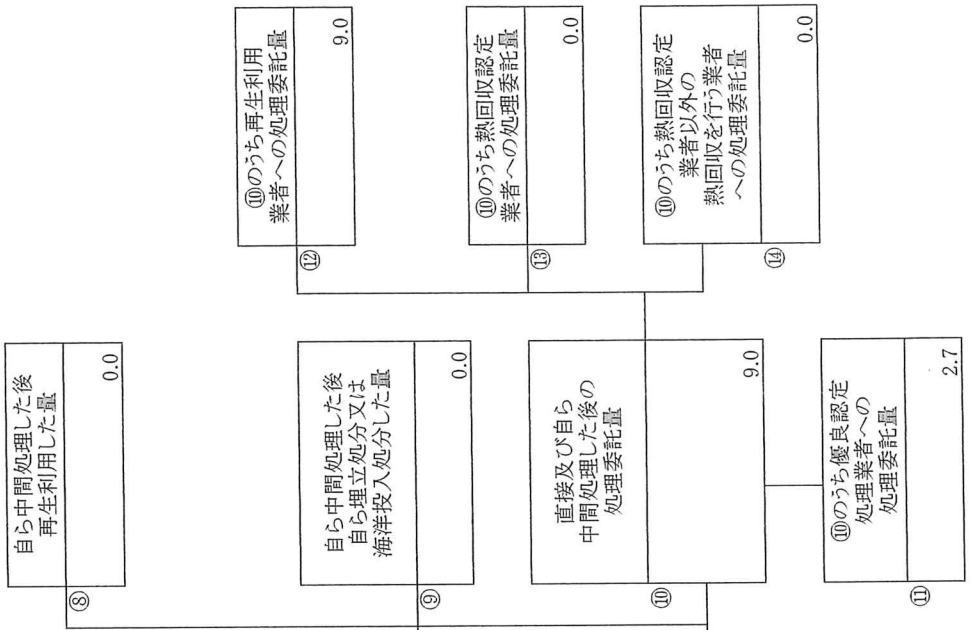 ⑧
自ら中間処理した後
再生利用した量
0.0
⑨
自ら中間処理した後
自ら埋立処分又は
海洋投入処分した量
0.0
⑩
直接及び自ら
中間処理した後の
処理委託量
9.0
⑪
⑩のうち優良認定
処理業者への
処理委託量
2.7
⑫
⑩のうち再生利用
業者への処理委託量
9.0
⑬
⑩のうち熱回収認定
業者への処理委託量
0.0
⑭
⑩のうち熱回収認定
業者以外の
熱回収を行う業者
への処理委託量
0.0